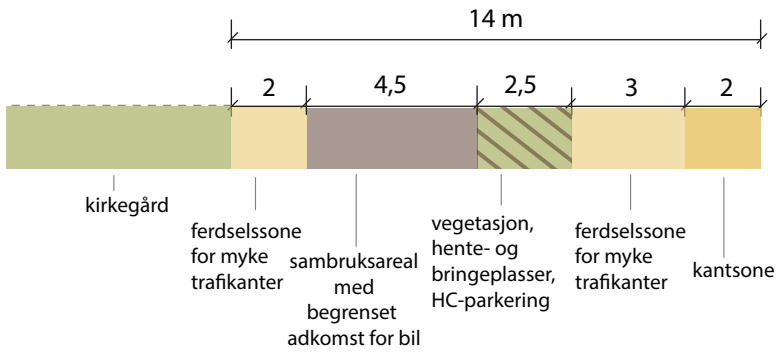 14 m
2
4,5
2,5
3
2
kirkegård
ferdselssone
for myke
trafikanter
sambruksareal
med
begrenset
adkomst for bil
vegetasjon,
hente- og
bringeplasser,
HC-parkering
ferdselssone
for myke
trafikanter
kantsone